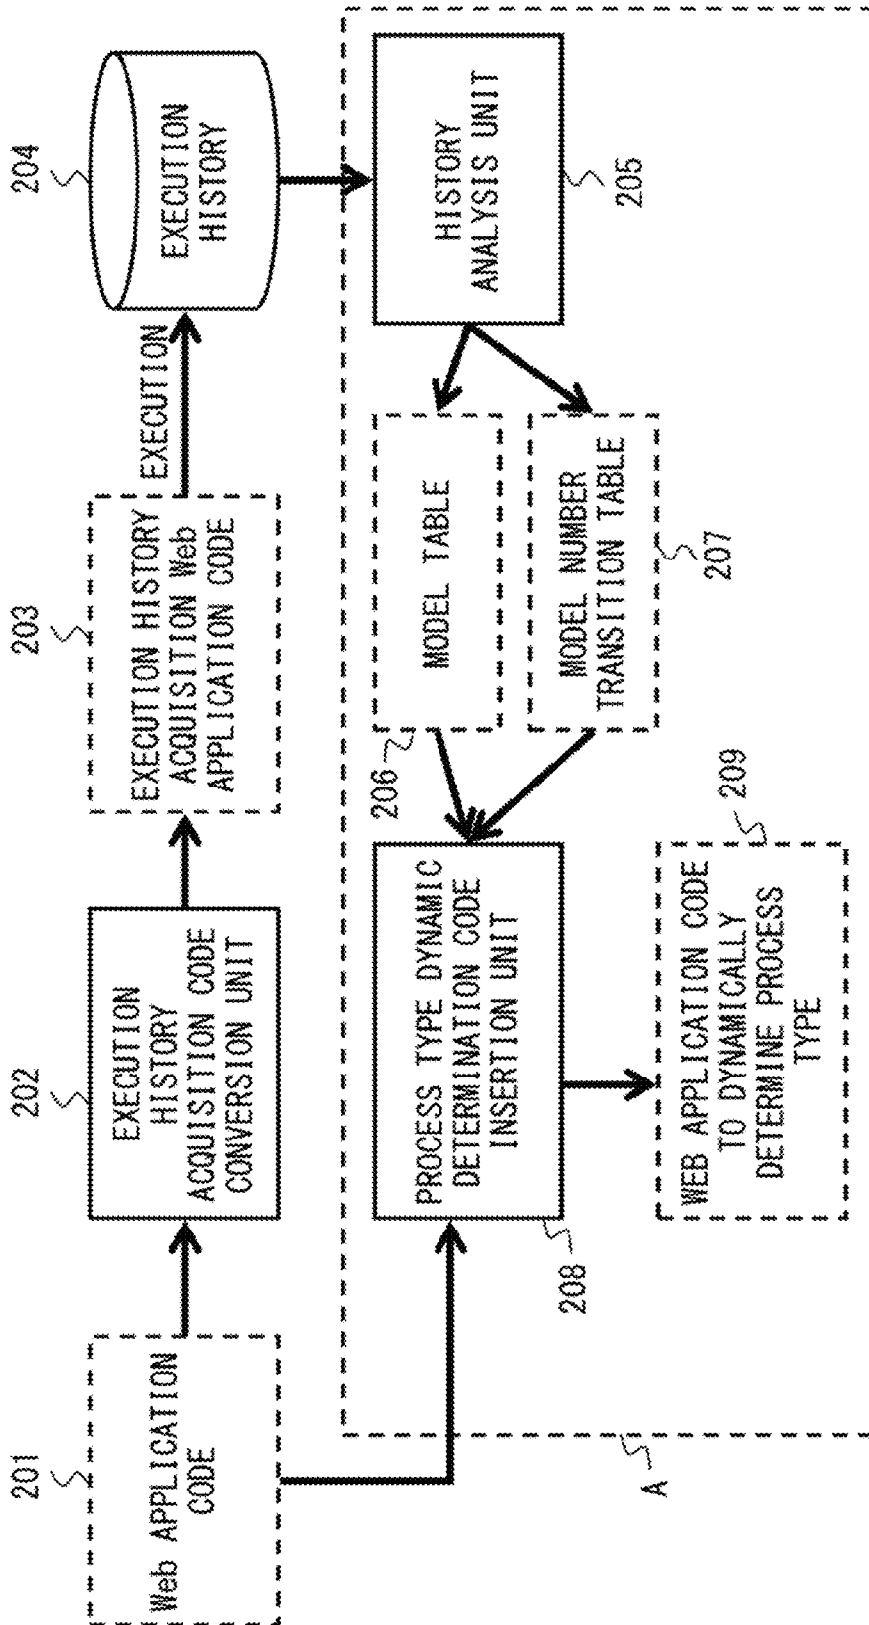 201
Web APPLICATION
CODE
202
EXECUTION
HISTORY
ACQUISITION CODE
CONVERSION UNIT
203
EXECUTION HISTORY
ACQUISITION Web
APPLICATION CODE
EXECUTION
204
EXECUTION
HISTORY
HISTORY
ANALYSIS UNIT
205
MODEL TABLE
206
MODEL NUMBER
TRANSITION TABLE
207
PROCESS TYPE DYNAMIC
DETERMINATION CODE
INSERTION UNIT
208
WEB APPLICATION CODE
TO DYNAMICALLY
DETERMINE PROCESS
TYPE
209
A